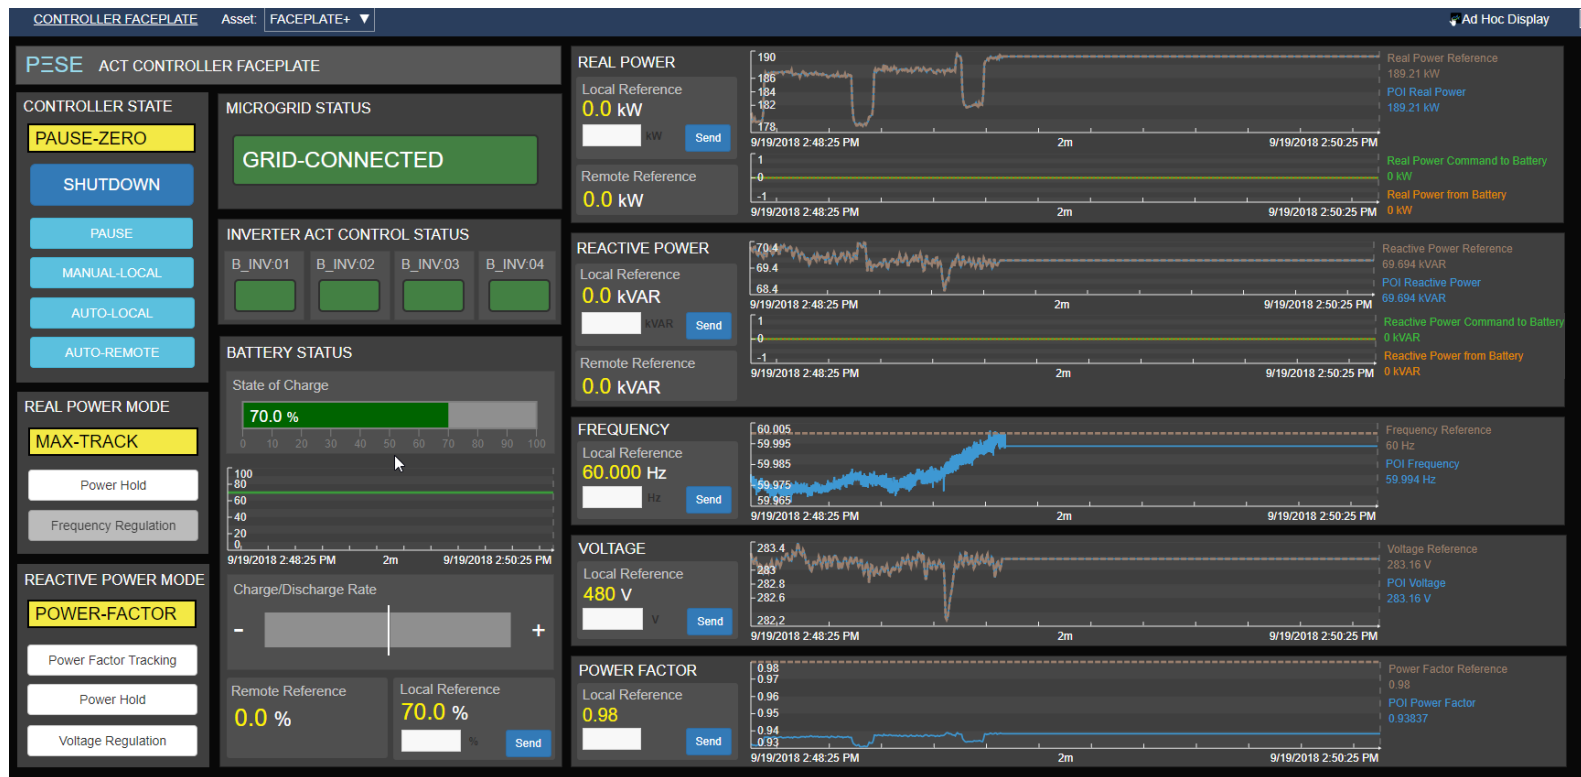 CONTROLLER FACEPLATE Asset: FACEPLATE+ ▼ Ad Hoc Display
PΞSE ACT CONTROLLER FACEPLATE
CONTROLLER STATE
PAUSE-ZERO
SHUTDOWN
PAUSE
MANUAL-LOCAL
AUTO-LOCAL
AUTO-REMOTE
REAL POWER MODE
MAX-TRACK
Power Hold
Frequency Regulation
REACTIVE POWER MODE
POWER-FACTOR
Power Factor Tracking
Power Hold
Voltage Regulation
MICROGRID STATUS
GRID-CONNECTED
INVERTER ACT CONTROL STATUS
B_INV:01 B_INV:02 B_INV:03 B_INV:04
BATTERY STATUS
State of Charge
70.0 %
0 10 20 30 40 50 60 70 80 90 100
100
80
60
40
20
0
9/19/2018 2:48:25 PM 2m 9/19/2018 2:50:25 PM
Charge/Discharge Rate
- +
Remote Reference
0.0 %
Local Reference
70.0 %
% Send
REAL POWER
Local Reference
0.0 kW
kW Send
Remote Reference
0.0 kW
190
186
184
182
178
9/19/2018 2:48:25 PM 2m 9/19/2018 2:50:25 PM
Real Power Reference
189.21 kW
POI Real Power
189.21 kW
1
0
-1
9/19/2018 2:48:25 PM 2m 9/19/2018 2:50:25 PM
Real Power Command to Battery
0 kW
Real Power from Battery
0 kW
REACTIVE POWER
Local Reference
0.0 kVAR
kVAR Send
Remote Reference
0.0 kVAR
70.4
69.4
68.4
9/19/2018 2:48:25 PM 2m 9/19/2018 2:50:25 PM
Reactive Power Reference
69.694 kVAR
POI Reactive Power
69.694 kVAR
1
0
-1
9/19/2018 2:48:25 PM 2m 9/19/2018 2:50:25 PM
Reactive Power Command to Battery
0 kVAR
Reactive Power from Battery
0 kVAR
FREQUENCY
Local Reference
60.000 Hz
Hz Send
60.005
59.995
59.985
59.975
59.965
9/19/2018 2:48:25 PM 2m 9/19/2018 2:50:25 PM
Frequency Reference
60 Hz
POI Frequency
59.994 Hz
VOLTAGE
Local Reference
480 V
V Send
283.4
283
282.8
282.6
282.2
9/19/2018 2:48:25 PM 2m 9/19/2018 2:50:25 PM
Voltage Reference
283.16 V
POI Voltage
283.16 V
POWER FACTOR
Local Reference
0.98
Send
0.98
0.97
0.96
0.95
0.94
0.93
9/19/2018 2:48:25 PM 2m 9/19/2018 2:50:25 PM
Power Factor Reference
0.98
POI Power Factor
0.93837